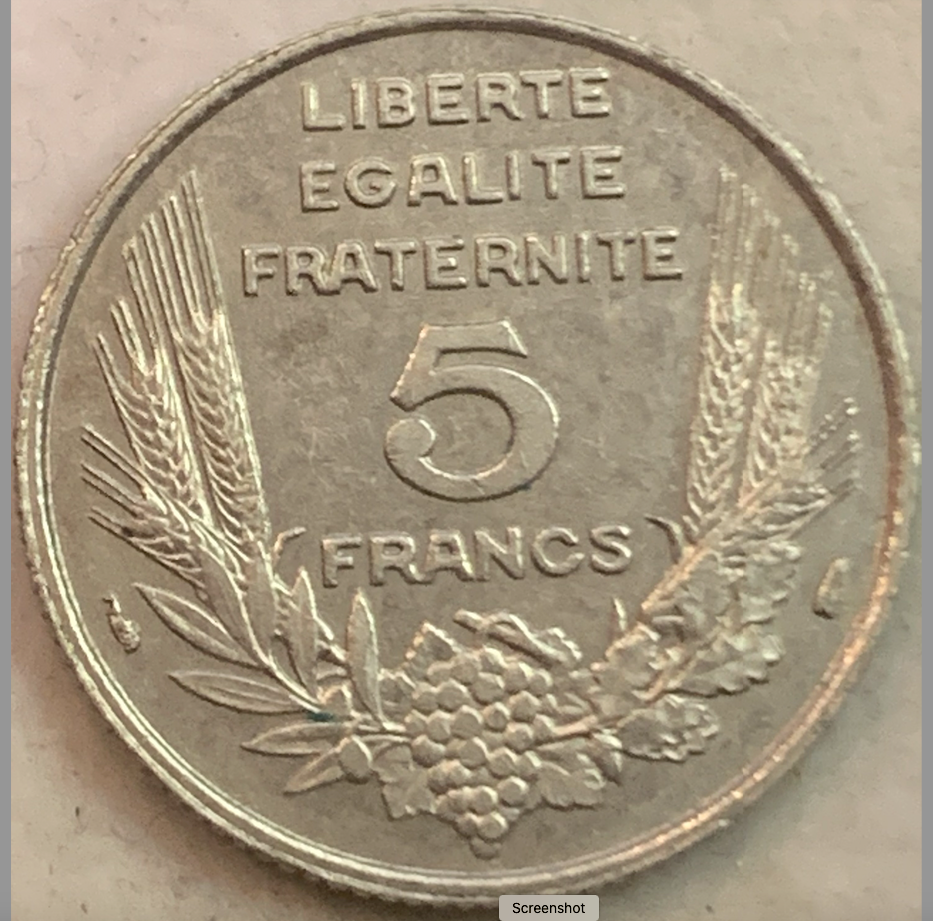 LIBERTE
EGALITE
FRATERNITE
5
FRANCS
Screenshot